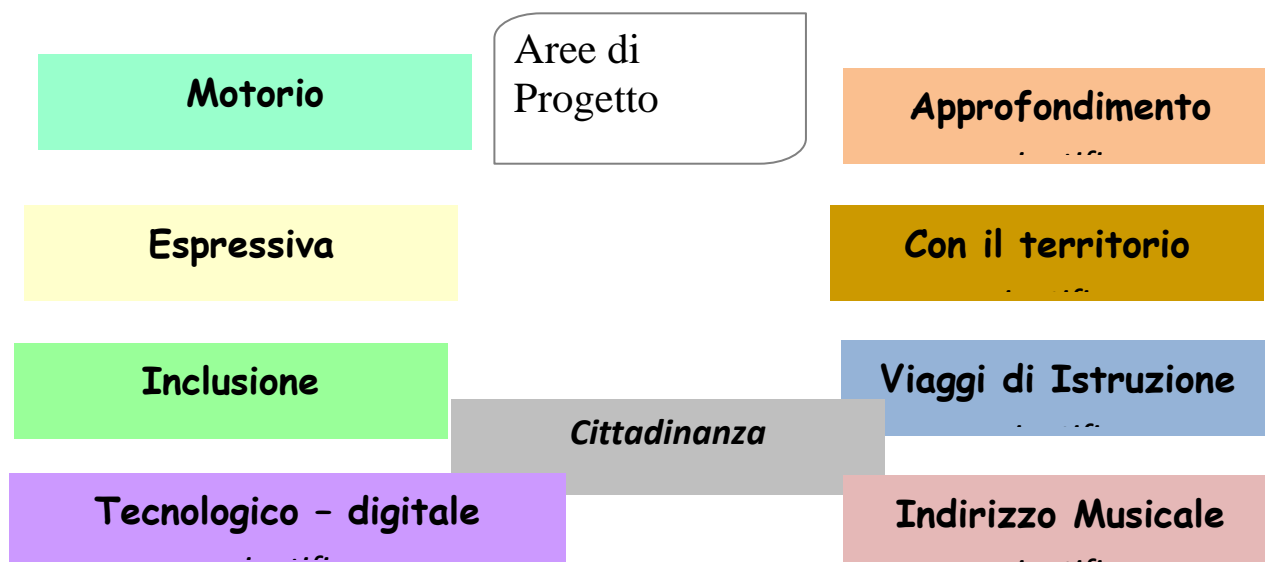 Aree di
Progetto
Motorio
Approfondimento
Espressiva
Con il territorio
Inclusione
Viaggi di Istruzione
Cittadinanza
Tecnologico – digitale
Indirizzo Musicale